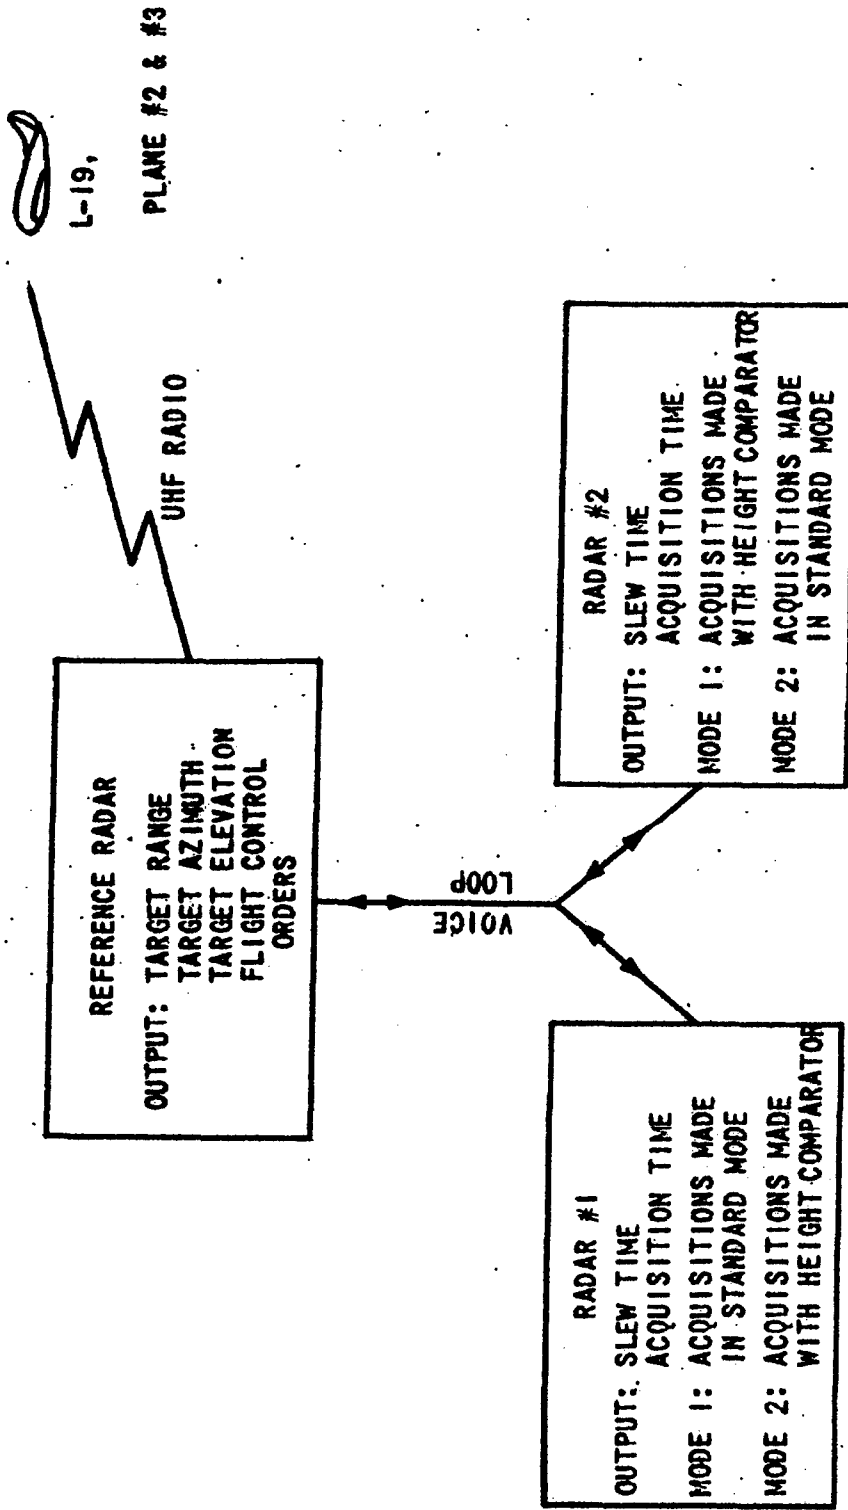 L-19,
PLANE #2 & #3
UHF RADIO
REFERENCE RADAR
OUTPUT: TARGET RANGE
TARGET AZIMUTH
TARGET ELEVATION
FLIGHT CONTROL
ORDERS
VOICE
LOOP
RADAR #1
OUTPUT: SLEW TIME
ACQUISITION TIME
MODE 1: ACQUISITIONS MADE
IN STANDARD MODE
MODE 2: ACQUISITIONS MADE
WITH HEIGHT COMPARATOR
RADAR #2
OUTPUT: SLEW TIME
ACQUISITION TIME
MODE 1: ACQUISITIONS MADE
WITH HEIGHT COMPARATOR
MODE 2: ACQUISITIONS MADE
IN STANDARD MODE